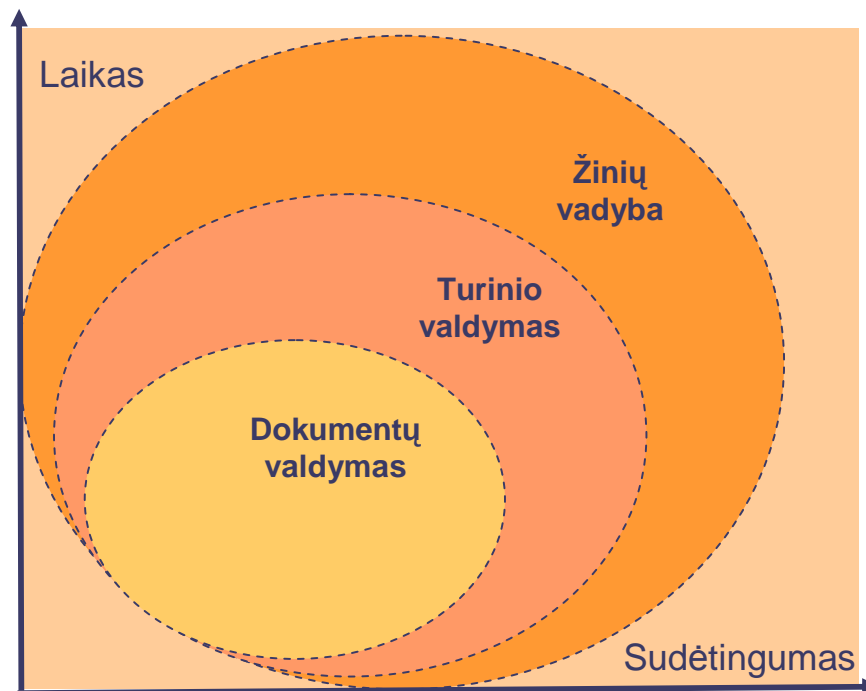 Laikas
Žinių
vadyba
Turinio
valdymas
Dokumentų
valdymas
Sudėtingumas